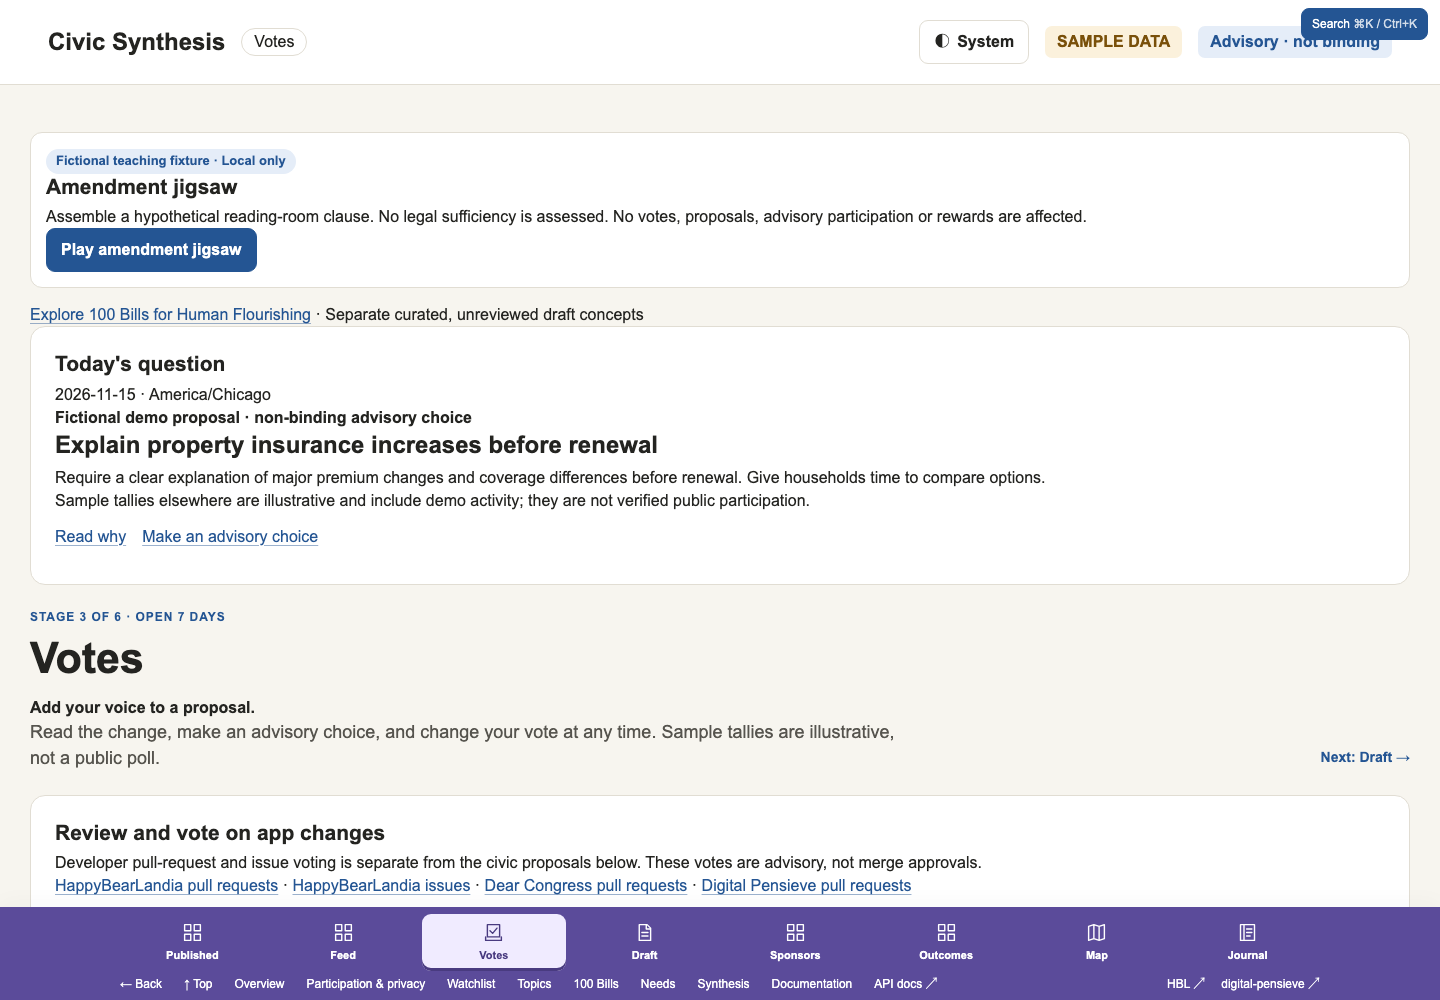 Civic Synthesis
Votes
System
SAMPLE DATA
Advisory · not binding
Search ⌘K / Ctrl+K
Fictional teaching fixture · Local only
Amendment jigsaw
Assemble a hypothetical reading-room clause. No legal sufficiency is assessed. No votes, proposals, advisory participation or rewards are affected.
Play amendment jigsaw
Explore 100 Bills for Human Flourishing · Separate curated, unreviewed draft concepts
Today's question
2026-11-15 · America/Chicago
Fictional demo proposal · non-binding advisory choice
Explain property insurance increases before renewal
Require a clear explanation of major premium changes and coverage differences before renewal. Give households time to compare options.
Sample tallies elsewhere are illustrative and include demo activity; they are not verified public participation.
Read why Make an advisory choice
STAGE 3 OF 6 · OPEN 7 DAYS
Votes
Add your voice to a proposal.
Read the change, make an advisory choice, and change your vote at any time. Sample tallies are illustrative,
not a public poll.
Next: Draft →
Review and vote on app changes
Developer pull-request and issue voting is separate from the civic proposals below. These votes are advisory, not merge approvals.
HappyBearLandia pull requests · HappyBearLandia issues · Dear Congress pull requests · Digital Pensieve pull requests
Published Feed Votes Draft Sponsors Outcomes Map Journal
← Back ↑ Top Overview Participation & privacy Watchlist Topics 100 Bills Needs Synthesis Documentation API docs ↗ HBL ↗ digital-pensieve ↗